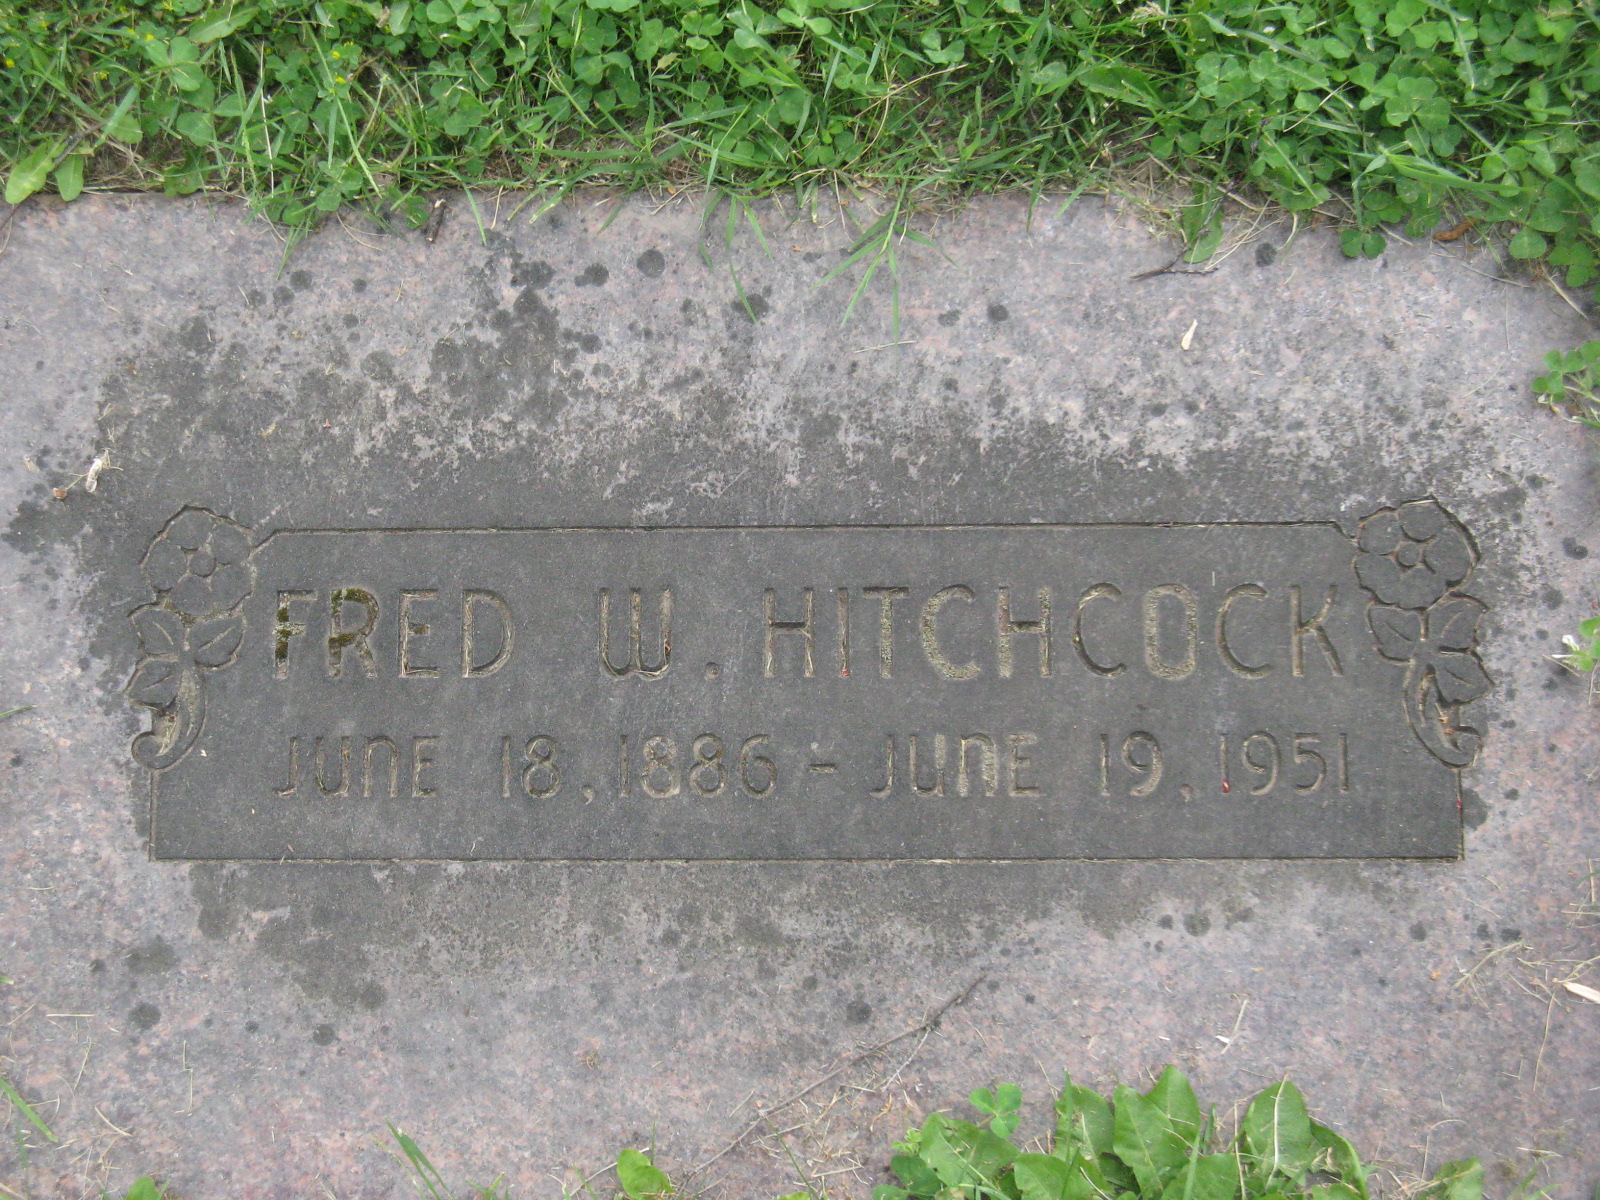 FRED W. HITCHCOCK
JUNE 18, 1886 - JUNE 19, 1951